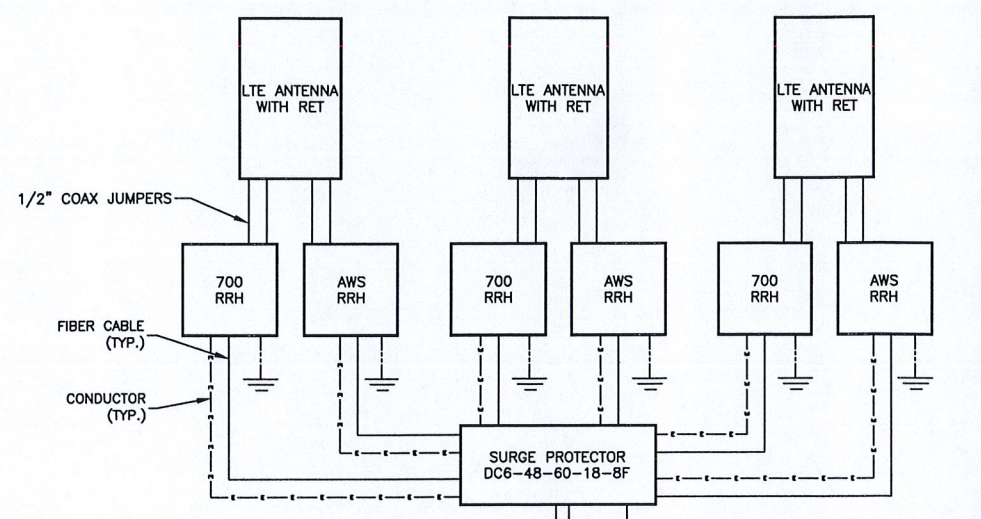 LTE ANTENNA
WITH RET
LTE ANTENNA
WITH RET
LTE ANTENNA
WITH RET
1/2" COAX JUMPERS
700
RRH
AWS
RRH
700
RRH
AWS
RRH
700
RRH
AWS
RRH
FIBER CABLE
(TYP.)
CONDUCTOR
(TYP.)
SURGE PROTECTOR
DC6-48-60-18-8F